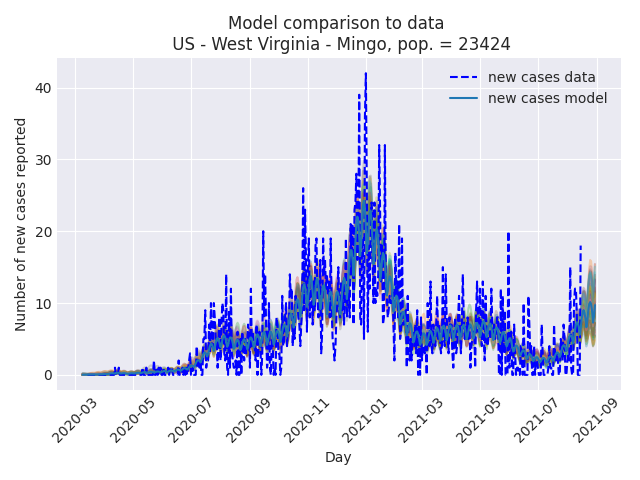 Model comparison to data
US - West Virginia - Mingo, pop. = 23424
new cases data
new cases model
Number of new cases reported
40
30
20
10
0
2020-03
2020-05
2020-07
2020-09
2020-11
2021-01
2021-03
2021-05
2021-07
2021-09
Day